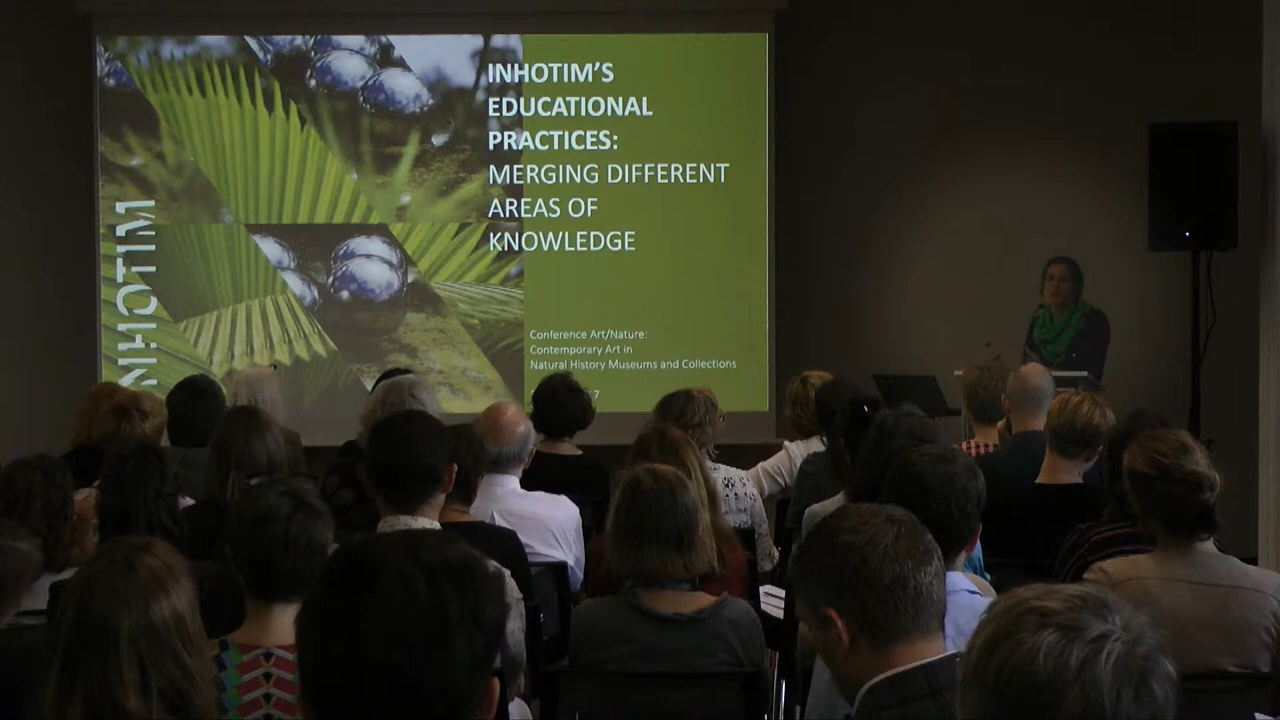 INHOTIM'S
EDUCATIONAL
PRACTICES:
MERGING DIFFERENT
AREAS OF
KNOWLEDGE
INHOTIM
Conference Art/Nature:
Contemporary Art in
Natural History Museums and Collections